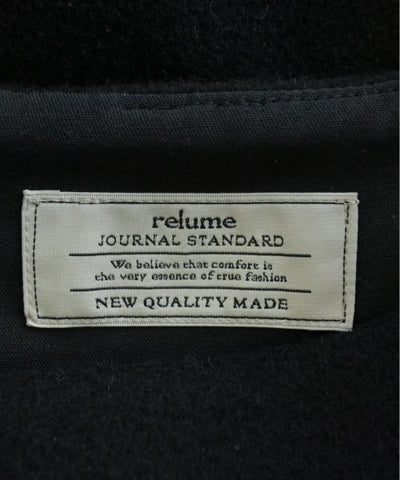 relume
JOURNAL STANDARD
We believe that comfort is
the very essence of true fashion
NEW QUALITY MADE